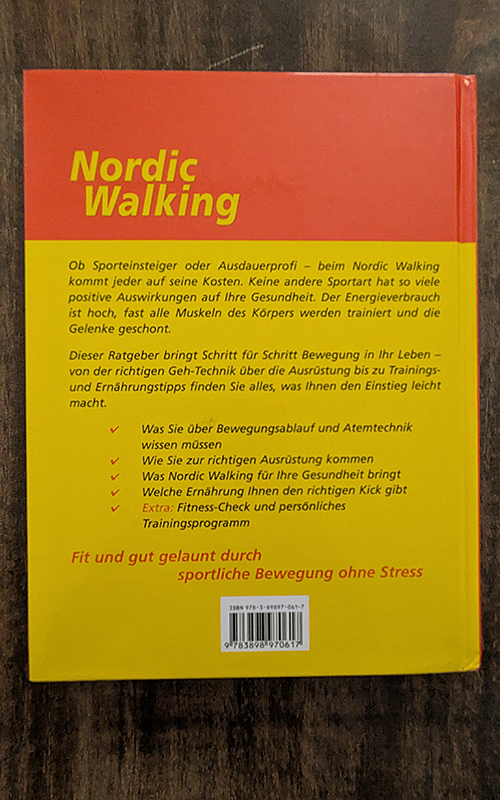 Nordic
Walking
Ob Sporteinsteiger oder Ausdauerprofi – beim Nordic Walking
kommt jeder auf seine Kosten. Keine andere Sportart hat so viele
positive Auswirkungen auf Ihre Gesundheit. Der Energieverbrauch
ist hoch, fast alle Muskeln des Körpers werden trainiert und die
Gelenke geschont.
Dieser Ratgeber bringt Schritt für Schritt Bewegung in Ihr Leben –
von der richtigen Geh-Technik über die Ausrüstung bis zu Trainings-
und Ernährungstipps finden Sie alles, was Ihnen den Einstieg leicht
macht.
✓ Was Sie über Bewegungsablauf und Atemtechnik
wissen müssen
✓ Wie Sie zur richtigen Ausrüstung kommen
✓ Was Nordic Walking für Ihre Gesundheit bringt
✓ Welche Ernährung Ihnen den richtigen Kick gibt
✓ Extra: Fitness-Check und persönliches
Trainingsprogramm
Fit und gut gelaunt durch
sportliche Bewegung ohne Stress
ISBN 978-3-89897-061-7
9 783898 970617